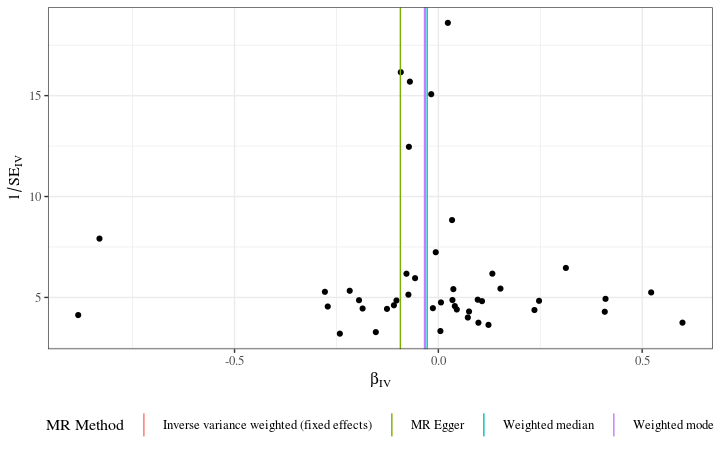 15
10
5
1/SE_IV
-0.5
0.0
0.5
β_IV
MR Method
Inverse variance weighted (fixed effects)
MR Egger
Weighted median
Weighted mode